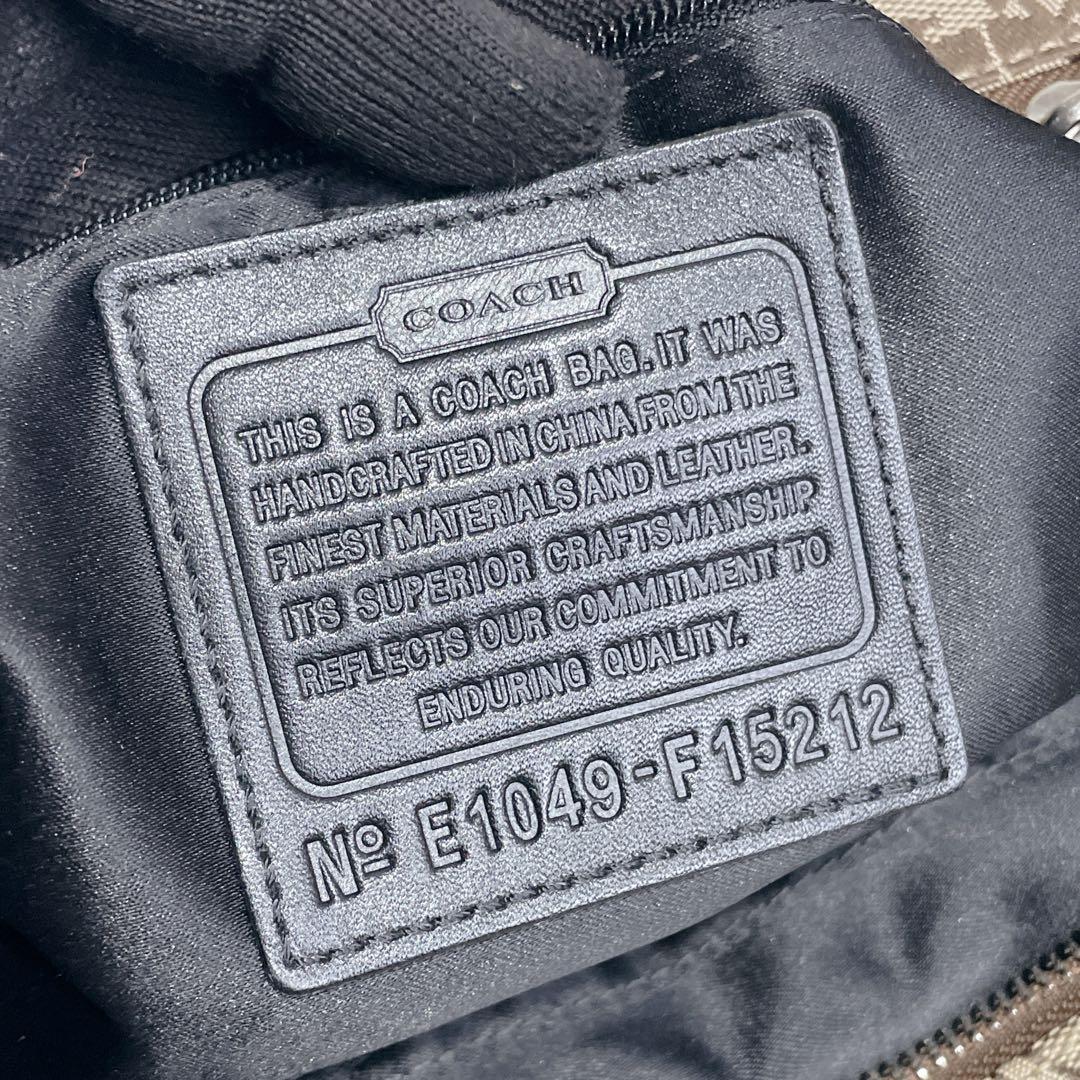 COACH
THIS IS A COACH BAG. IT WAS
HANDCRAFTED IN CHINA FROM THE
FINEST MATERIALS AND LEATHER.
ITS SUPERIOR CRAFTSMANSHIP
REFLECTS OUR COMMITMENT TO
ENDURING QUALITY.
Nº E1049-F15212